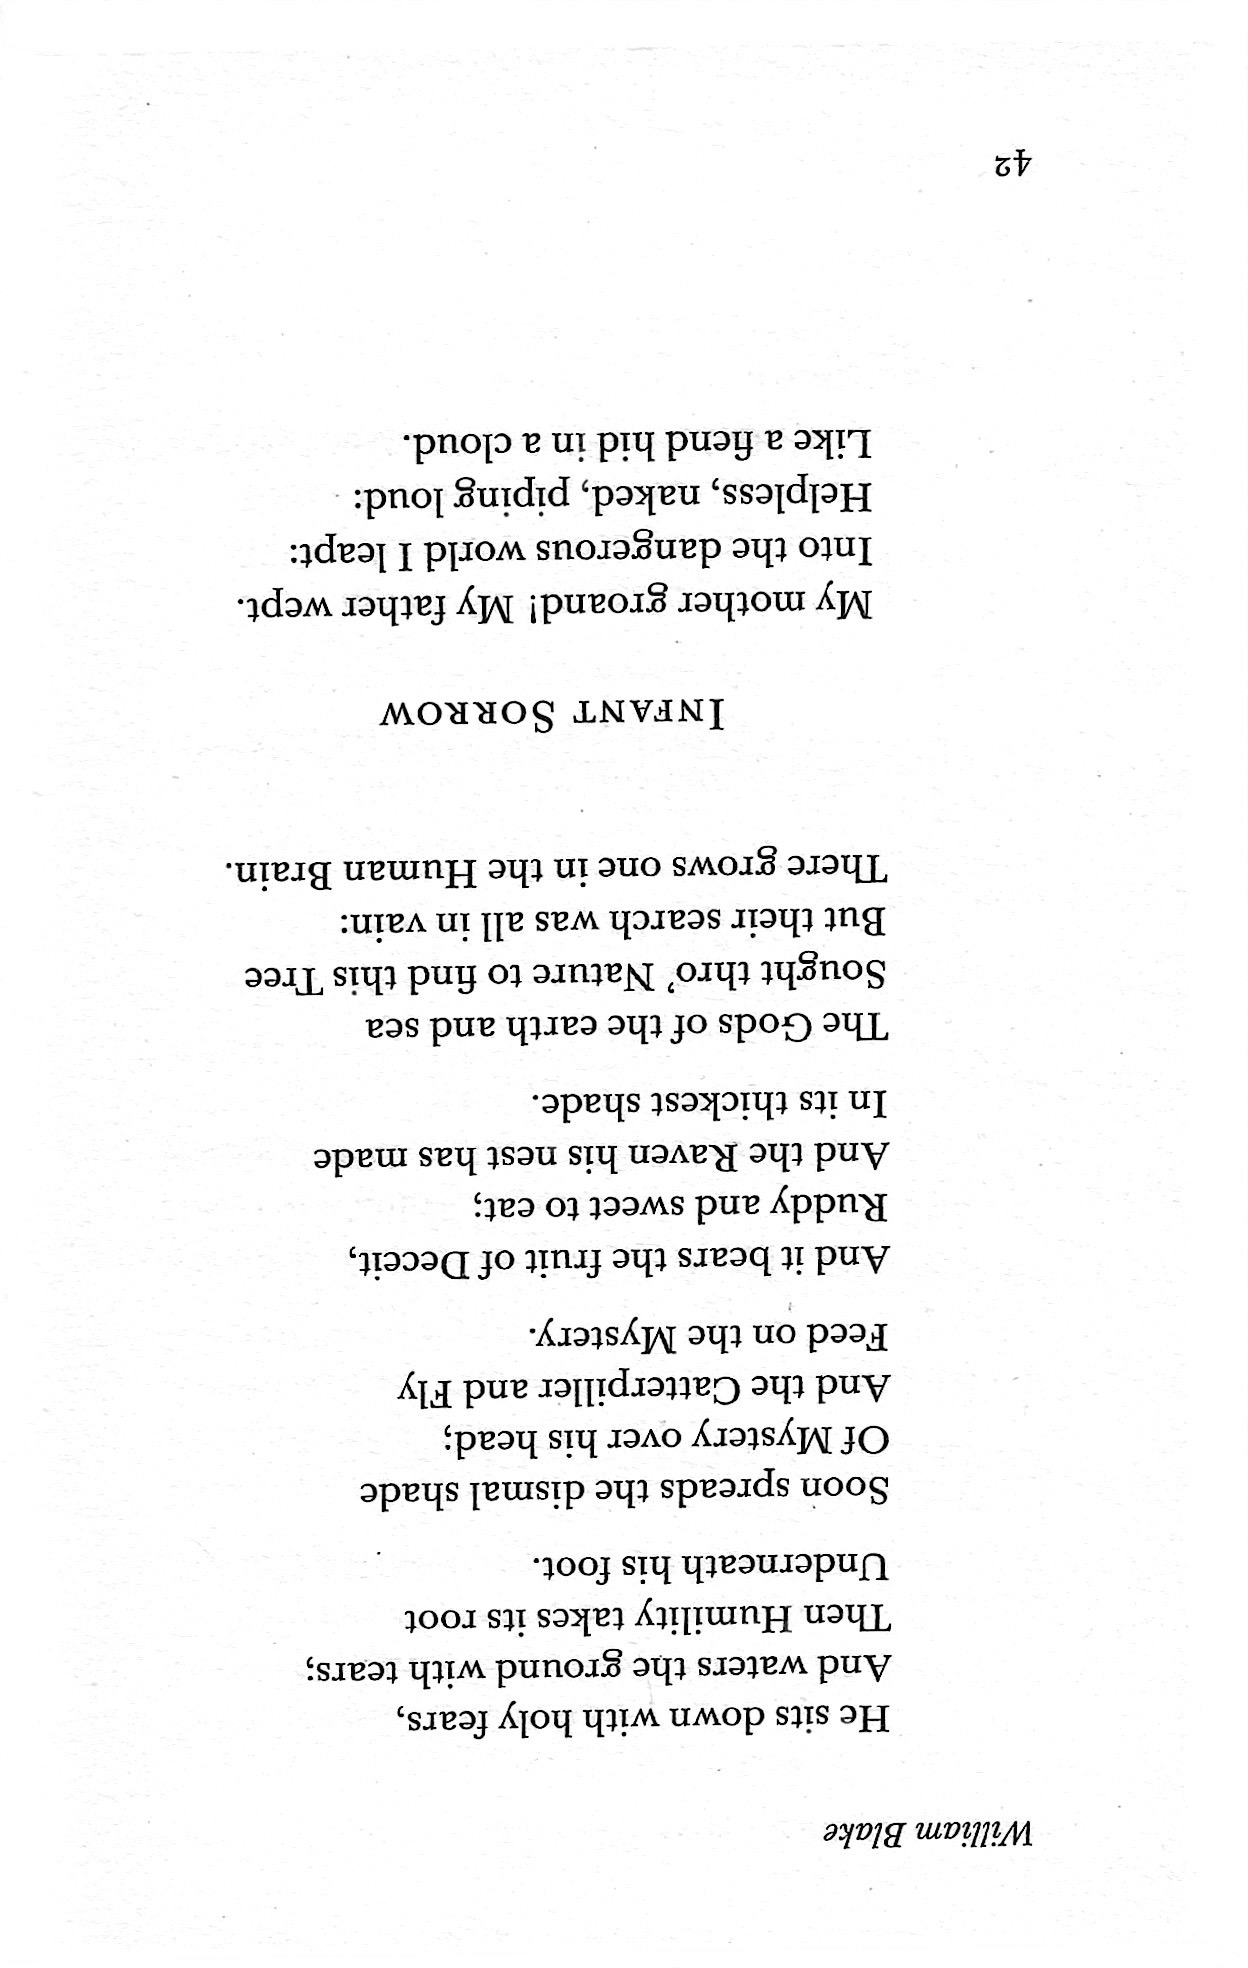 William Blake
He sits down with holy fears,
And waters the ground with tears;
Then Humility takes its root
Underneath his foot.
Soon spreads the dismal shade
Of Mystery over his head;
And the Catterpiller and Fly
Feed on the Mystery.
And it bears the fruit of Deceit,
Ruddy and sweet to eat;
And the Raven his nest has made
In its thickest shade.
The Gods of the earth and sea
Sought thro’ Nature to find this Tree
But their search was all in vain:
There grows one in the Human Brain.
INFANT SORROW
My mother groand! My father wept.
Into the dangerous world I leapt:
Helpless, naked, piping loud:
Like a fiend hid in a cloud.
42